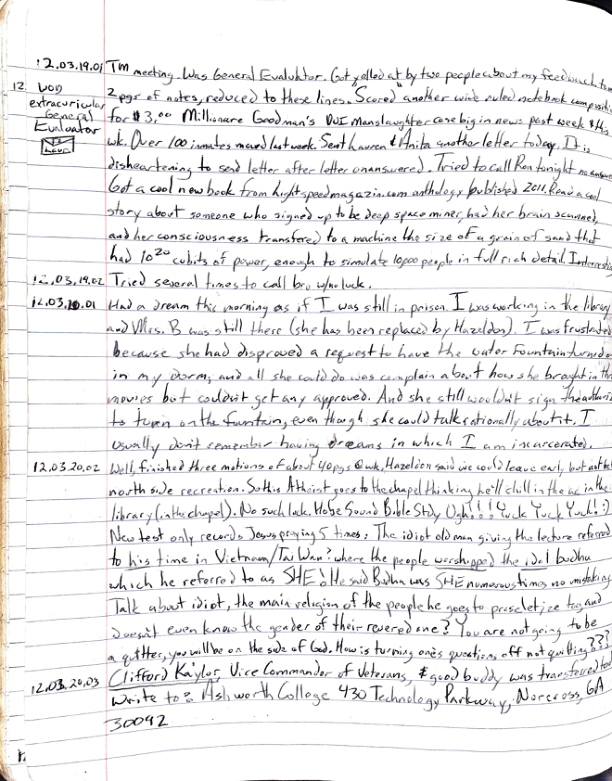 12.03.19.01 TM meeting. Was General Evaluator. Got yelled at by two people about my feedback. from
12. WOD 2 pgs of notes, reduced to these lines. "Scored" another wide ruled notebook composition
extracuricular for $3.00 Millionare Goodman's DUI Manslaughter case big in news past week & this
General wk. Over 100 inmates moved last week. Sent Lauren & Anita another letter today. It is
Evaluator disheartening to send letter after letter unanswered. Tried to call Ron tonight no answer
1 hour Got a cool new book from lightspeedmagazin.com anthology published 2011. Read a cool
story about someone who signed up to be deep space miner, had her brain scanned
and her consciousness transfered to a machine the size of a grain of sand that
had 10²⁰ cubits of power, enough to simulate 10,000 people in full rich detail. Interesting
12.03.19.02 Tried several times to call bro w/no luck.
12.03.20.01 Had a dream this morning as if I was still in prison. I was working in the library
and Mrs. B was still there (she has been replaced by Hazeldon). I was frustrated
because she had disproved a request to have the water fountain turned on
in my dorm, and all she could do was complain about how she brought in the
movies but couldn't get any approved. And she still wouldn't sign the
to turn on the fountain, even though she could talk rationally about it. I
usually don't remember having dreams in which I am incarcerated.
12.03.20.02 Well, finished three motions of about 40 pgs @ wk, Hazeldon said we could leave early, but
north side recreation. So this Atheist goes to the chapel thinking he'll chill in the ac in the
library (in the chapel). No such luck. Hobe Sound Bible Stdy Ugh!!! Yuck Yuck Yuck! :)
New test only records Jesus praying 5 times. The idiot old man giving the lecture referred
to his time in Vietnam/Tai Wan? where the people worshipped the idol budha
which he referred to as SHE! He said Budha was SHE numerous times no mistaking
Talk about idiot, the main religion of the people he goes to proseletize to, and
doesn't even know the gender of their revered one? You are not going to be
a quitter, you will be on the side of God. How is turning one's questions off not quitting???
12.03.20.03 Clifford Kaylor, Vice Commander of Veterans, & good buddy was transferred
Write to: Ashworth College 430 Technology Parkway, Norcross, GA
30092